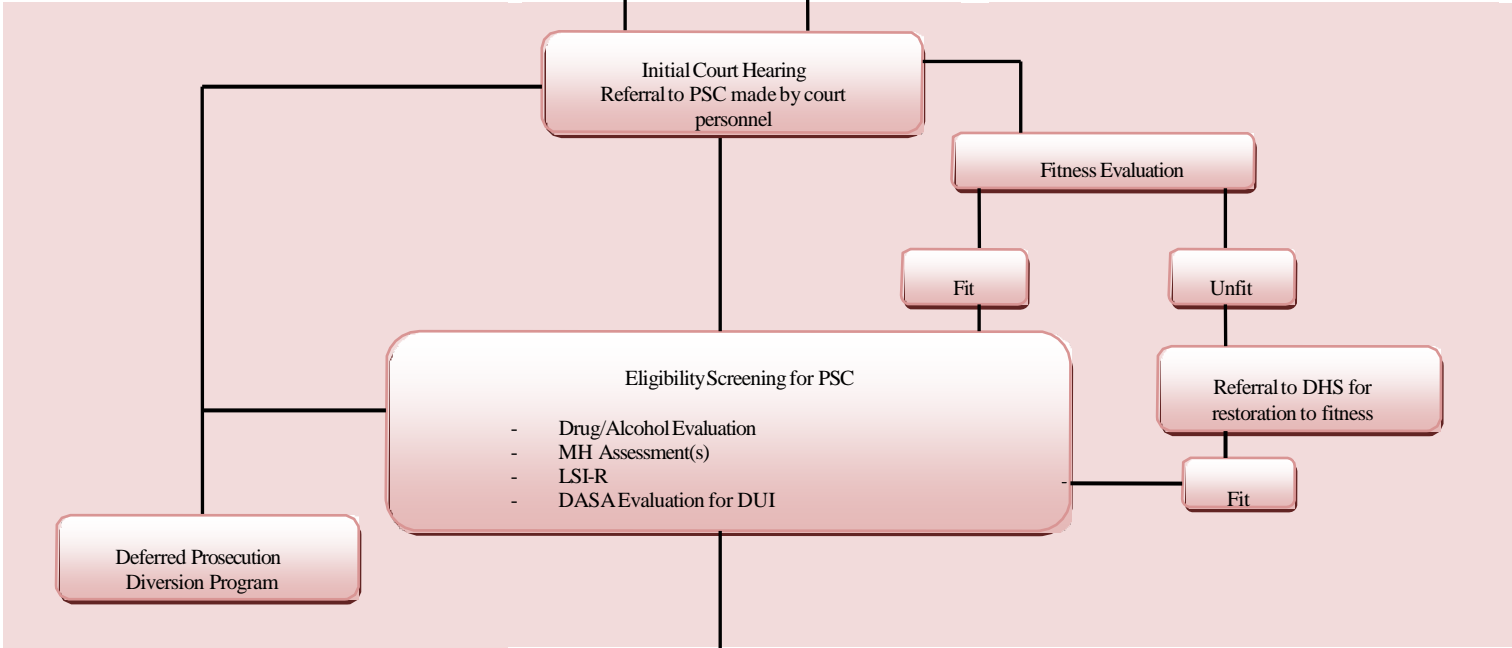 Initial Court Hearing
Referral to PSC made by court
personnel
Fitness Evaluation
Fit
Unfit
Eligibility Screening for PSC
- Drug/Alcohol Evaluation
- MH Assessment(s)
- LSI-R
- DASA Evaluation for DUI
-
Referral to DHS for
restoration to fitness
Fit
Deferred Prosecution
Diversion Program